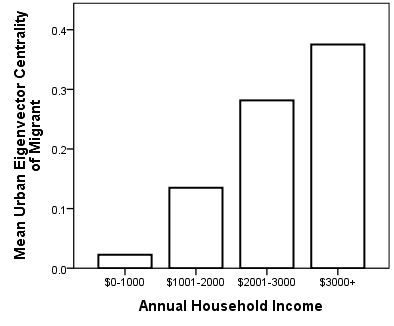 Mean Urban Eigenvector Centrality
of Migrant
0.4
0.3
0.2
0.1
0.0
$0-1000 $1001-2000 $2001-3000 $3000+
Annual Household Income